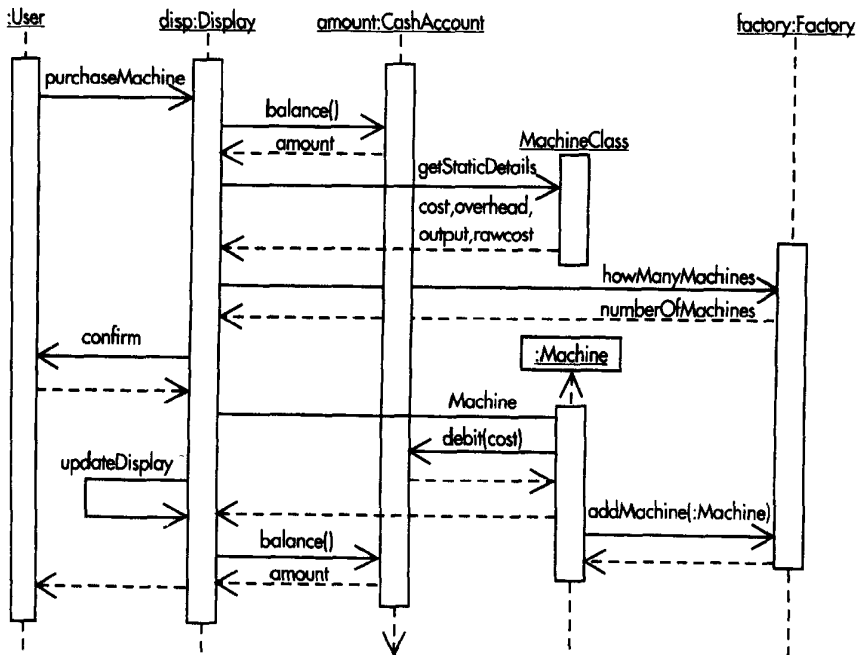 :User
disp:Display
amount:CashAccount
factory:Factory
purchaseMachine
balance()
amount
MachineClass
getStaticDetails
cost,overhead,
output,rawcost
howManyMachines
numberOfMachines
confirm
:Machine
Machine
debit(cost)
updateDisplay
addMachine(:Machine)
balance()
amount